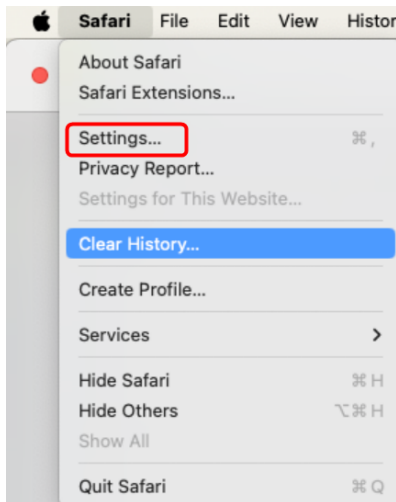 Safari File Edit View Histor
About Safari
Safari Extensions...
Settings... ⌘ ,
Privacy Report...
Settings for This Website...
Clear History...
Create Profile...
Services
Hide Safari ⌘ H
Hide Others ⌥⌘ H
Show All
Quit Safari ⌘ Q